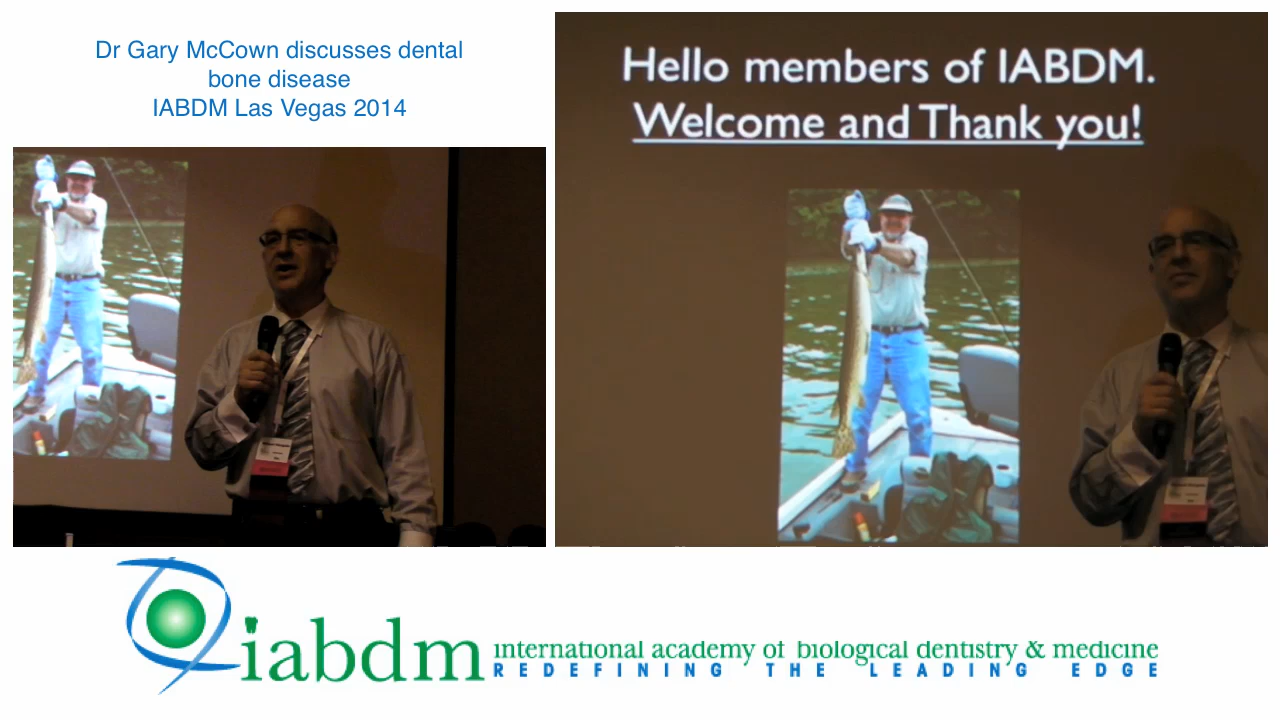 Dr Gary McCown discusses dental
bone disease
IABDM Las Vegas 2014
Hello members of IABDM.
Welcome and Thank you!
iabdm
international academy of biological dentistry & medicine
REDEFINING THE LEADING EDGE